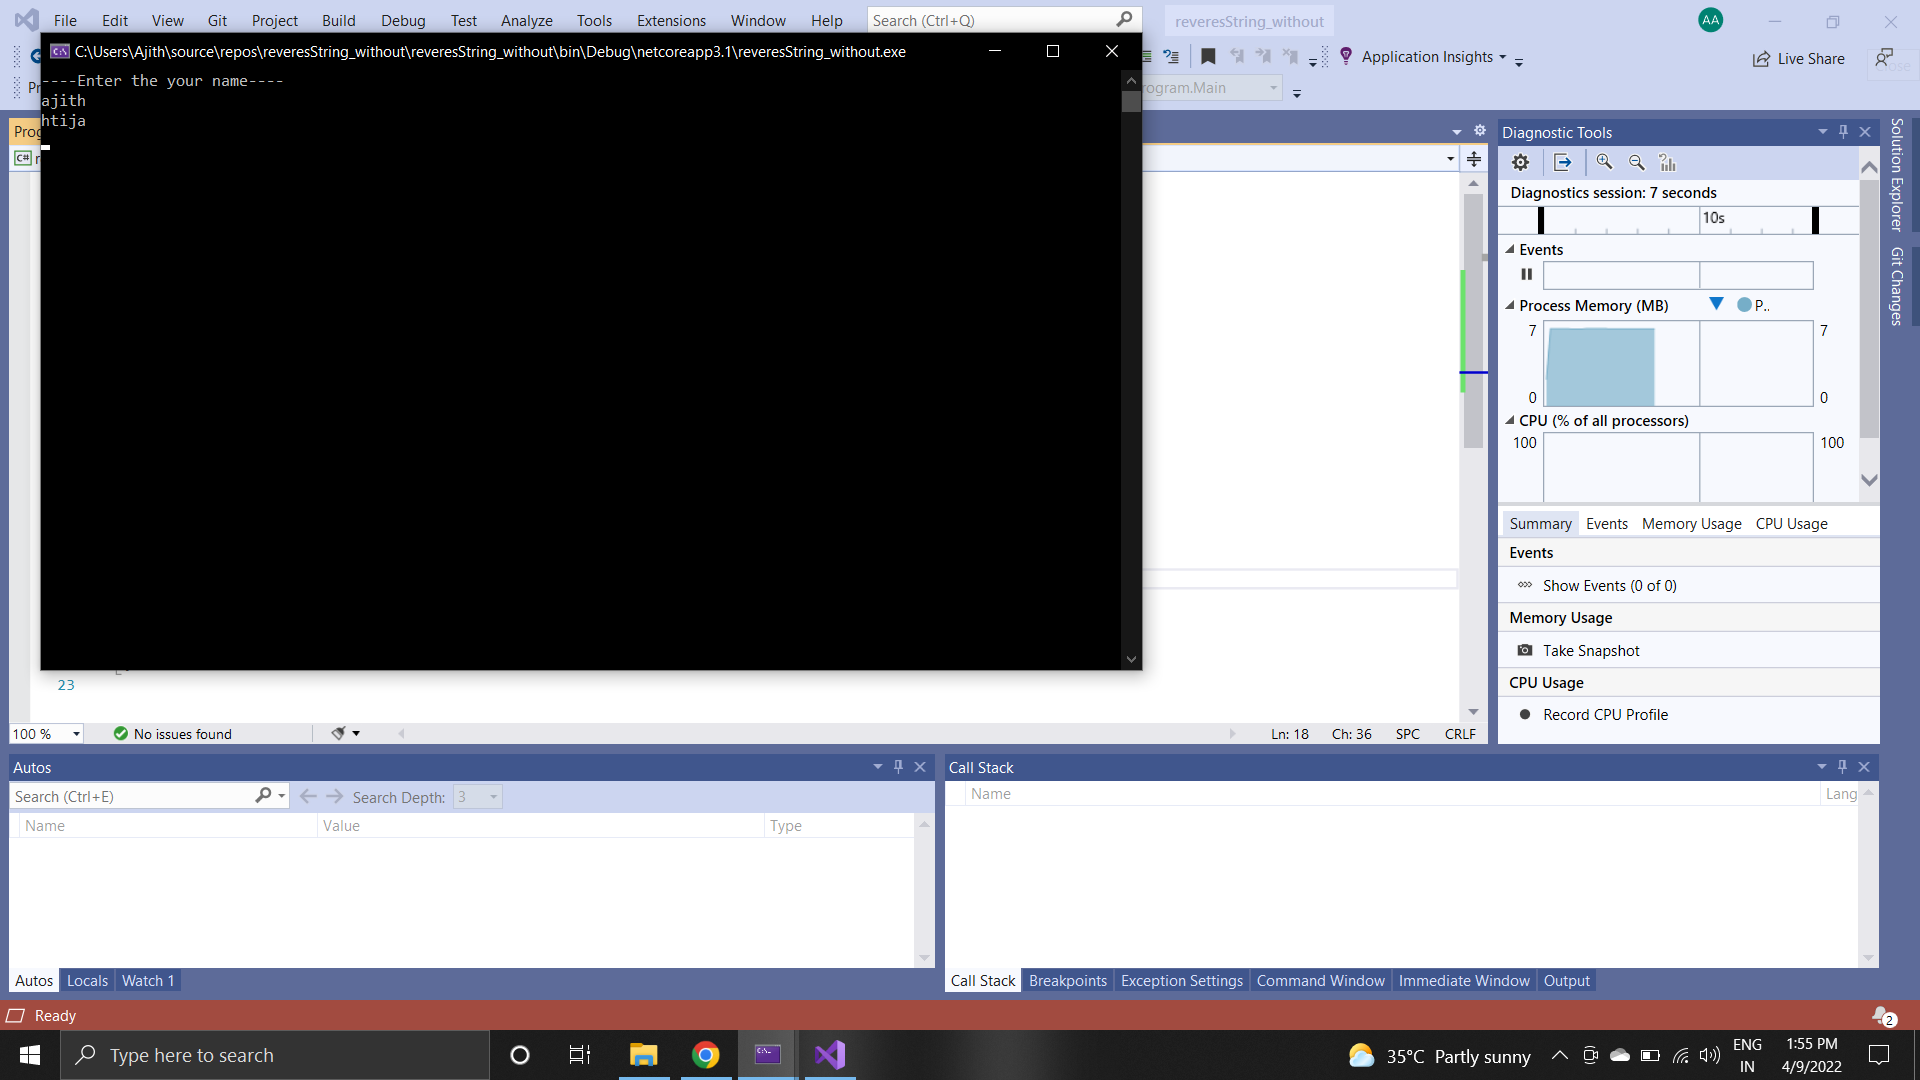 File Edit View Git Project Build Debug Test Analyze Tools Extensions Window Help Search (Ctrl+Q) reveresString_without AA
C:\Users\Ajith\source\repos\reveresString_without\reveresString_without\bin\Debug\netcoreapp3.1\reveresString_without.exe
Application Insights
Live Share
----Enter the your name----
ajith
htija
rogram.Main
Diagnostic Tools
Diagnostics session: 7 seconds
10s
Events
Process Memory (MB) P..
7 7
0 0
CPU (% of all processors)
100 100
Summary Events Memory Usage CPU Usage
Events
Show Events (0 of 0)
Memory Usage
Take Snapshot
CPU Usage
Record CPU Profile
Solution Explorer
Git Changes
23
100 % No issues found Ln: 18 Ch: 36 SPC CRLF
Autos
Search (Ctrl+E) Search Depth: 3
Name Value Type
Autos Locals Watch 1
Call Stack
Name Lang
Call Stack Breakpoints Exception Settings Command Window Immediate Window Output
Ready 2
Type here to search
35°C Partly sunny
ENG
IN
1:55 PM
4/9/2022